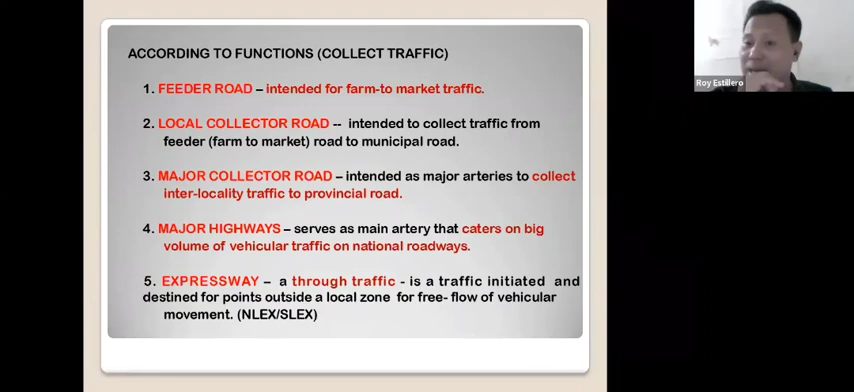 ACCORDING TO FUNCTIONS (COLLECT TRAFFIC)
1. FEEDER ROAD – intended for farm-to market traffic.
2. LOCAL COLLECTOR ROAD -- intended to collect traffic from
feeder (farm to market) road to municipal road.
3. MAJOR COLLECTOR ROAD – intended as major arteries to collect
inter-locality traffic to provincial road.
4. MAJOR HIGHWAYS – serves as main artery that caters on big
volume of vehicular traffic on national roadways.
5. EXPRESSWAY – a through traffic - is a traffic initiated and
destined for points outside a local zone for free- flow of vehicular
movement. (NLEX/SLEX)
Roy Estillero